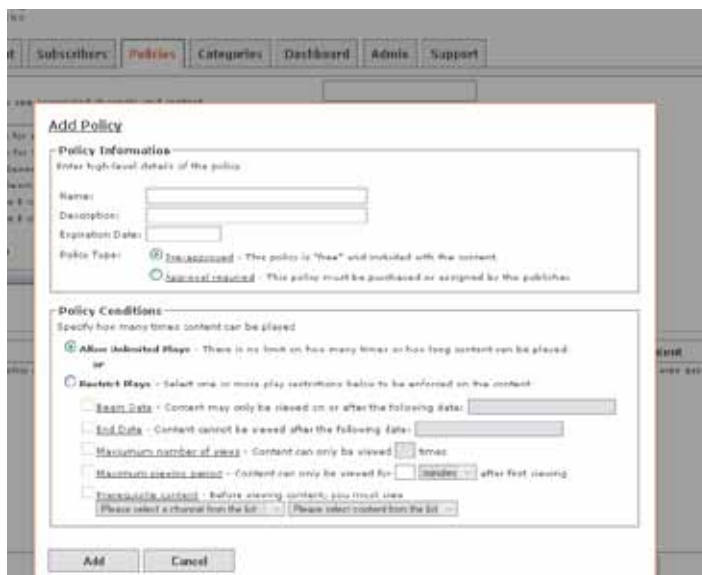 Subscribers Policies Categories Dashboard Admin Support
Add Policy
Policy Information
Enter high-level details of the policy
Name:
Description:
Expiration Date:
Policy Type: Pre-approved - This policy is "free" and included with the content.
Approval required - This policy must be purchased or assigned by the publisher.
Policy Conditions
Specify how many times content can be played
Allow Unlimited Plays - There is no limit on how many times or how long content can be played.
or
Restrict Plays - Select one or more play restrictions below to be enforced on the content.
Begin Date - Content may only be viewed on or after the following date:
End Date - Content cannot be viewed after the following date:
Maximum number of views - Content can only be viewed times
Maximum viewing period - Content can only be viewed for minutes after first viewing
Prerequisite content - Before viewing content, you must view
Please select a channel from the list Please select content from the list
Add Cancel